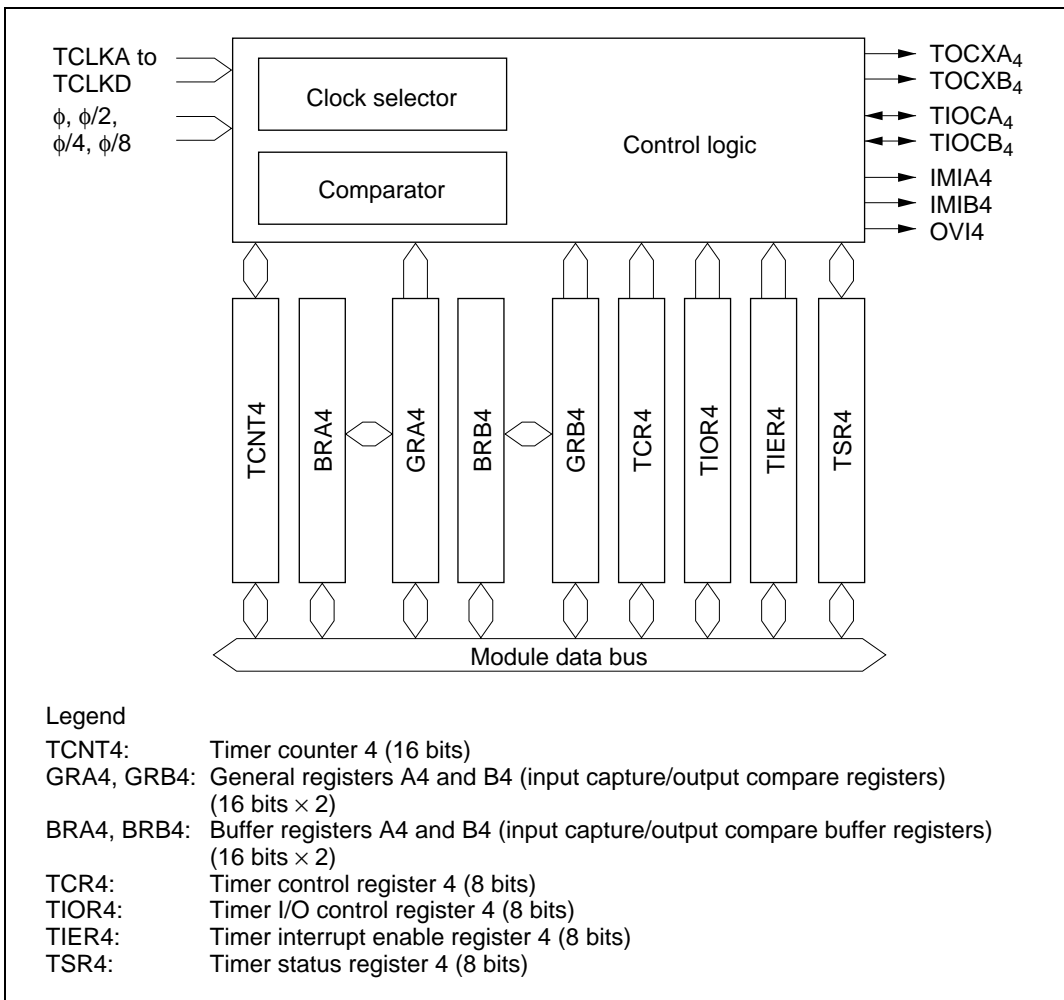 TCLKA to
TCLKD
ϕ, ϕ/2,
ϕ/4, ϕ/8
Clock selector
Comparator
Control logic
TOCXA4
TOCXB4
TIOCA4
TIOCB4
IMIA4
IMIB4
OVI4
TCNT4
BRA4
GRA4
BRB4
GRB4
TCR4
TIOR4
TIER4
TSR4
Module data bus
Legend
TCNT4: Timer counter 4 (16 bits)
GRA4, GRB4: General registers A4 and B4 (input capture/output compare registers)
(16 bits × 2)
BRA4, BRB4: Buffer registers A4 and B4 (input capture/output compare buffer registers)
(16 bits × 2)
TCR4: Timer control register 4 (8 bits)
TIOR4: Timer I/O control register 4 (8 bits)
TIER4: Timer interrupt enable register 4 (8 bits)
TSR4: Timer status register 4 (8 bits)